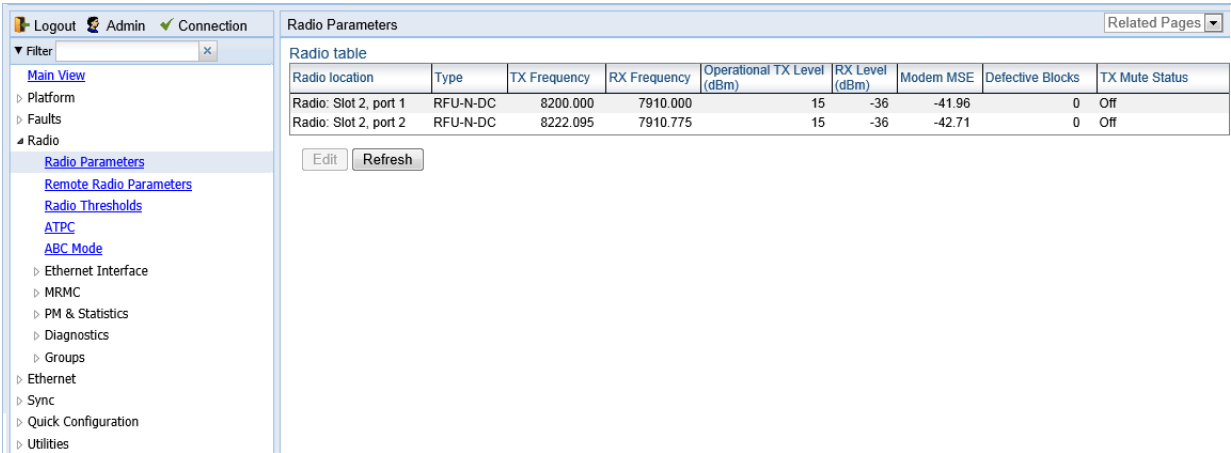 Logout Admin Connection
Filter
Main View
Platform
Faults
Radio
Radio Parameters
Remote Radio Parameters
Radio Thresholds
ATPC
ABC Mode
Ethernet Interface
MRMC
PM & Statistics
Diagnostics
Groups
Ethernet
Sync
Quick Configuration
Utilities
Radio Parameters Related Pages
Radio table
Radio location Type TX Frequency RX Frequency Operational TX Level (dBm) RX Level (dBm) Modem MSE Defective Blocks TX Mute Status
Radio: Slot 2, port 1 RFU-N-DC 8200.000 7910.000 15 -36 -41.96 0 Off
Radio: Slot 2, port 2 RFU-N-DC 8222.095 7910.775 15 -36 -42.71 0 Off
Edit Refresh